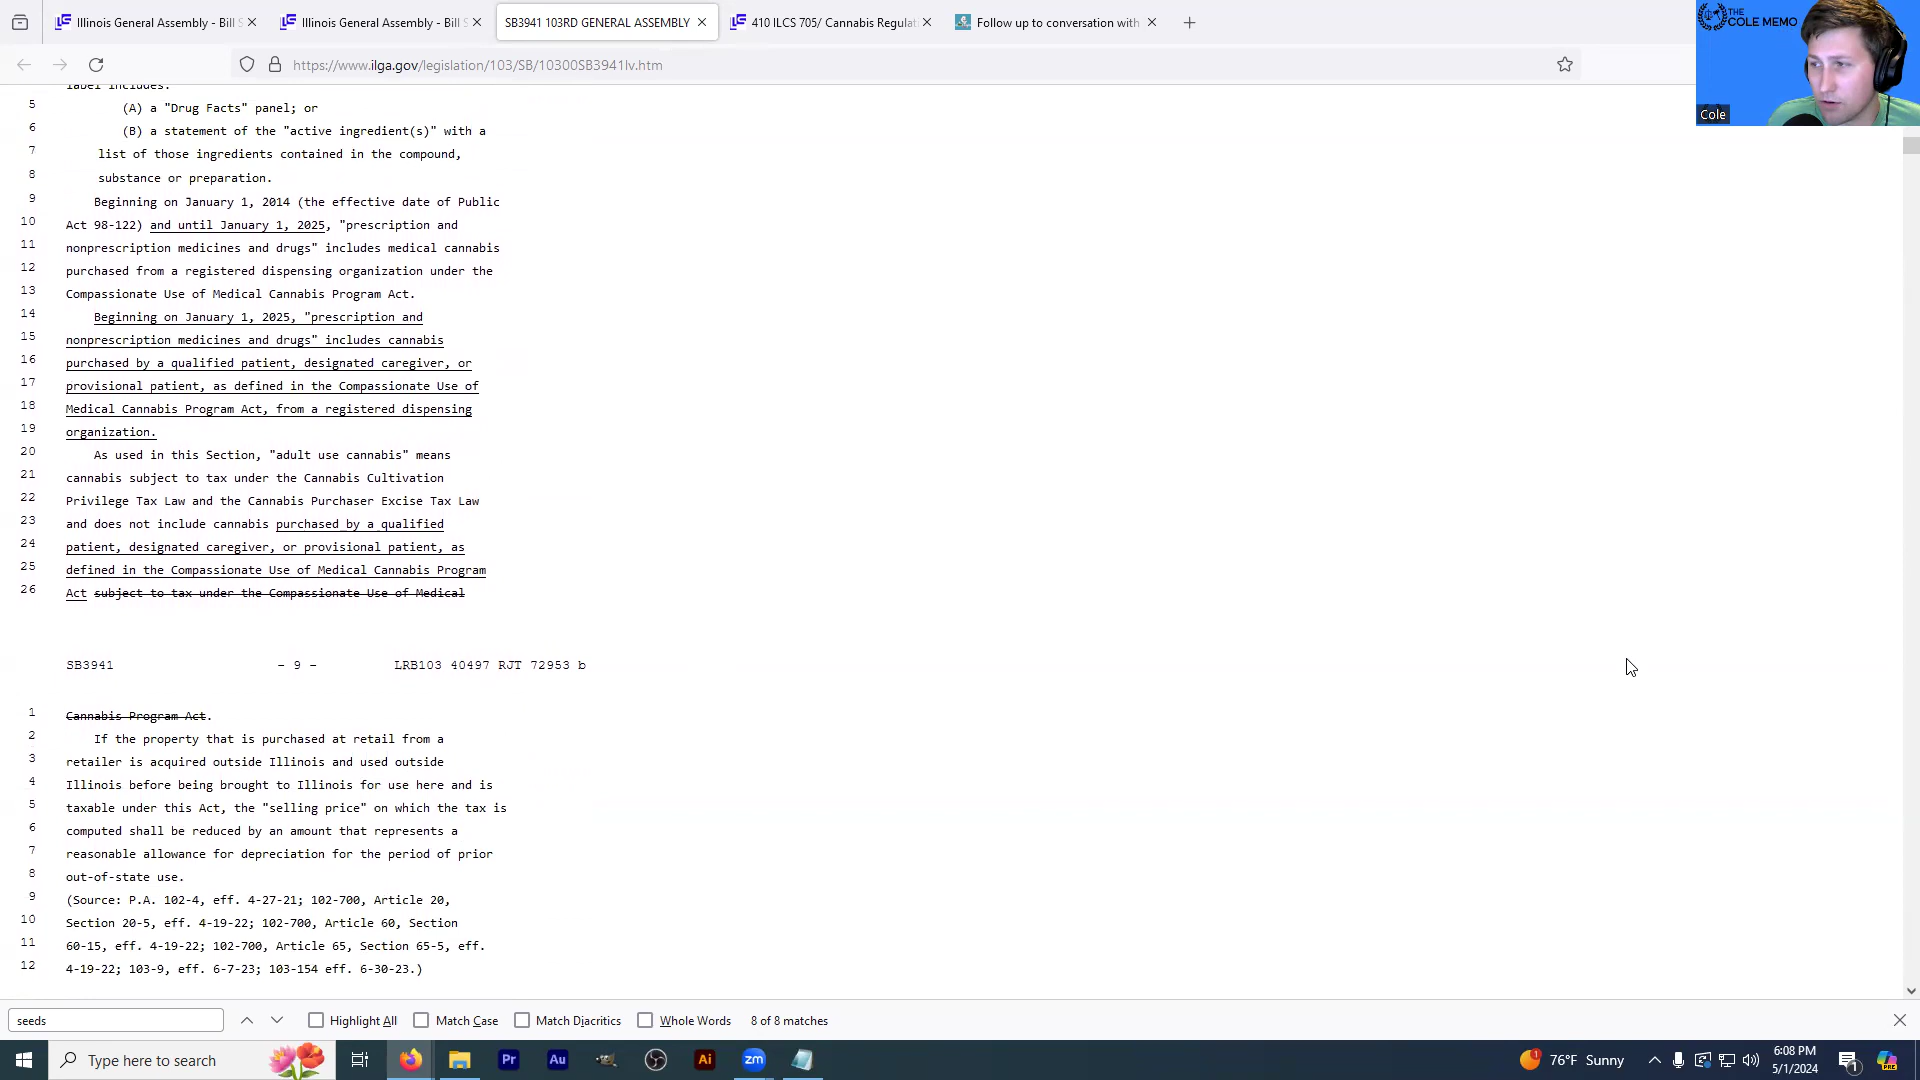 Illinois General Assembly - Bill S
Illinois General Assembly - Bill S
SB3941 103RD GENERAL ASSEMBLY
410 ILCS 705/ Cannabis Regulat
Follow up to conversation with
THE
COLE MEMO
https://www.ilga.gov/legislation/103/SB/10300SB3941lv.htm
Cole
label includes:
5 (A) a "Drug Facts" panel; or
6 (B) a statement of the "active ingredient(s)" with a
7 list of those ingredients contained in the compound,
8 substance or preparation.
9 Beginning on January 1, 2014 (the effective date of Public
10 Act 98-122) and until January 1, 2025, "prescription and
11 nonprescription medicines and drugs" includes medical cannabis
12 purchased from a registered dispensing organization under the
13 Compassionate Use of Medical Cannabis Program Act.
14 Beginning on January 1, 2025, "prescription and
15 nonprescription medicines and drugs" includes cannabis
16 purchased by a qualified patient, designated caregiver, or
17 provisional patient, as defined in the Compassionate Use of
18 Medical Cannabis Program Act, from a registered dispensing
19 organization.
20 As used in this Section, "adult use cannabis" means
21 cannabis subject to tax under the Cannabis Cultivation
22 Privilege Tax Law and the Cannabis Purchaser Excise Tax Law
23 and does not include cannabis purchased by a qualified
24 patient, designated caregiver, or provisional patient, as
25 defined in the Compassionate Use of Medical Cannabis Program
26 Act subject to tax under the Compassionate Use of Medical
SB3941 - 9 - LRB103 40497 RJT 72953 b
1 Cannabis Program Act.
2 If the property that is purchased at retail from a
3 retailer is acquired outside Illinois and used outside
4 Illinois before being brought to Illinois for use here and is
5 taxable under this Act, the "selling price" on which the tax is
6 computed shall be reduced by an amount that represents a
7 reasonable allowance for depreciation for the period of prior
8 out-of-state use.
9 (Source: P.A. 102-4, eff. 4-27-21; 102-700, Article 20,
10 Section 20-5, eff. 4-19-22; 102-700, Article 60, Section
11 60-15, eff. 4-19-22; 102-700, Article 65, Section 65-5, eff.
12 4-19-22; 103-9, eff. 6-7-23; 103-154 eff. 6-30-23.)
seeds Highlight All Match Case Match Diacritics Whole Words 8 of 8 matches
Type here to search Pr Au Ai zm 1 76°F Sunny 6:08 PM 1 PRE
5/1/2024